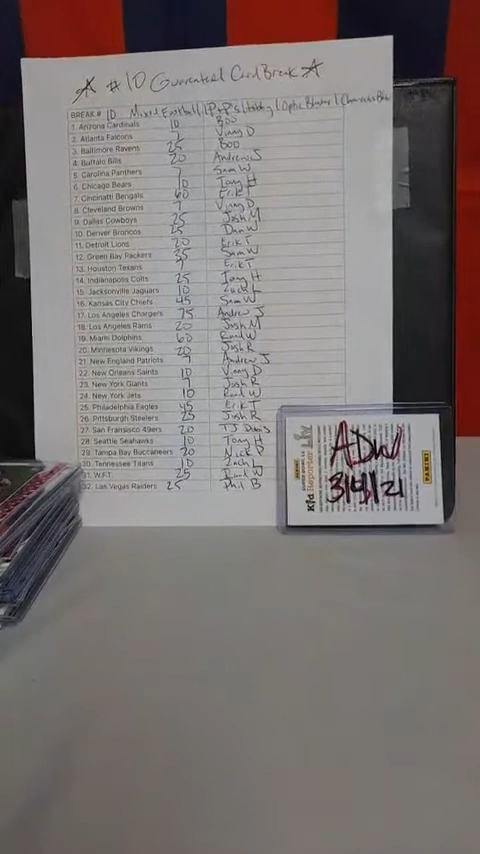 #10 Guaranteed Card Break
BREAK # 10 Mixed Football
1. Arizona Cardinals 10 Boo
2. Atlanta Falcons 7 Vinny D
3. Baltimore Ravens 25 Boo
4. Buffalo Bills 20 Andrew J
5. Carolina Panthers 7 Sam W
6. Chicago Bears 10 Tony H
7. Cincinatti Bengals 40 Erik T
8. Cleveland Browns 7 Vinny D
9. Dallas Cowboys 25 Josh M
10. Denver Broncos 25 Dan W
11. Detroit Lions 20 Erik T
12. Green Bay Packers 35 Sam W
13. Houston Texans Erik T
14. Indianapolis Colts 25 Tony H
15. Jacksonville Jaguars 10 Zach
16. Kansas City Chiefs 45 Sam W
17. Los Angeles Chargers 75 Andrew J
18. Los Angeles Rams 20 Josh M
19. Miami Dolphins 60
20. Minnesota Vikings 20 Josh R
21. New England Patriots 7 Andrew J
22. New Orleans Saints 10 Vinny D
23. New York Giants 7 Josh R
24. New York Jets 10
25. Philadelphia Eagles 45 Erik T
26. Pittsburgh Steelers 25 Josh R
27. San Fransisco 49ers 20 TJ
28. Seattle Seahawks 10 Tony H
29. Tampa Bay Buccaneers 20 Nick P
30. Tennessee Titans 10 Zach
31. W.F.T. 25
32. Las Vegas Raiders 25 Phil B
Kid Reporter
LIV
ADW
3/4/21
PANINI